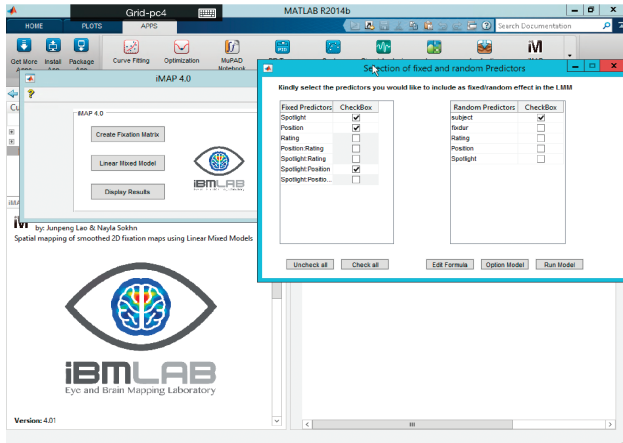 Grid-pc4
MATLAB R2014b
HOME PLOTS APPS
Search Documentation
Get More Install Package
Curve Fitting Optimization MuPAD
Notebook
iMAP 4.0
iMAP 4.0
Create Fixation Matrix
Linear Mixed Model
Display Results
iBMLAB
by: Junpeng Lao & Nayla Sokhn
Spatial mapping of smoothed 2D fixation maps using Linear Mixed Models
iBMLAB
Eye and Brain Mapping Laboratory
Version: 4.01
Selection of fixed and random Predictors
Kindly select the predictors you would like to include as fixed/random effect in the LMM
Fixed Predictors CheckBox
Spotlight
Position
Rating
Position:Rating
Spotlight:Rating
Spotlight:Position
Spotlight:Positio...
Random Predictors CheckBox
subject
fixdur
Rating
Position
Spotlight
Uncheck all Check all Edit Formula Option Model Run Model